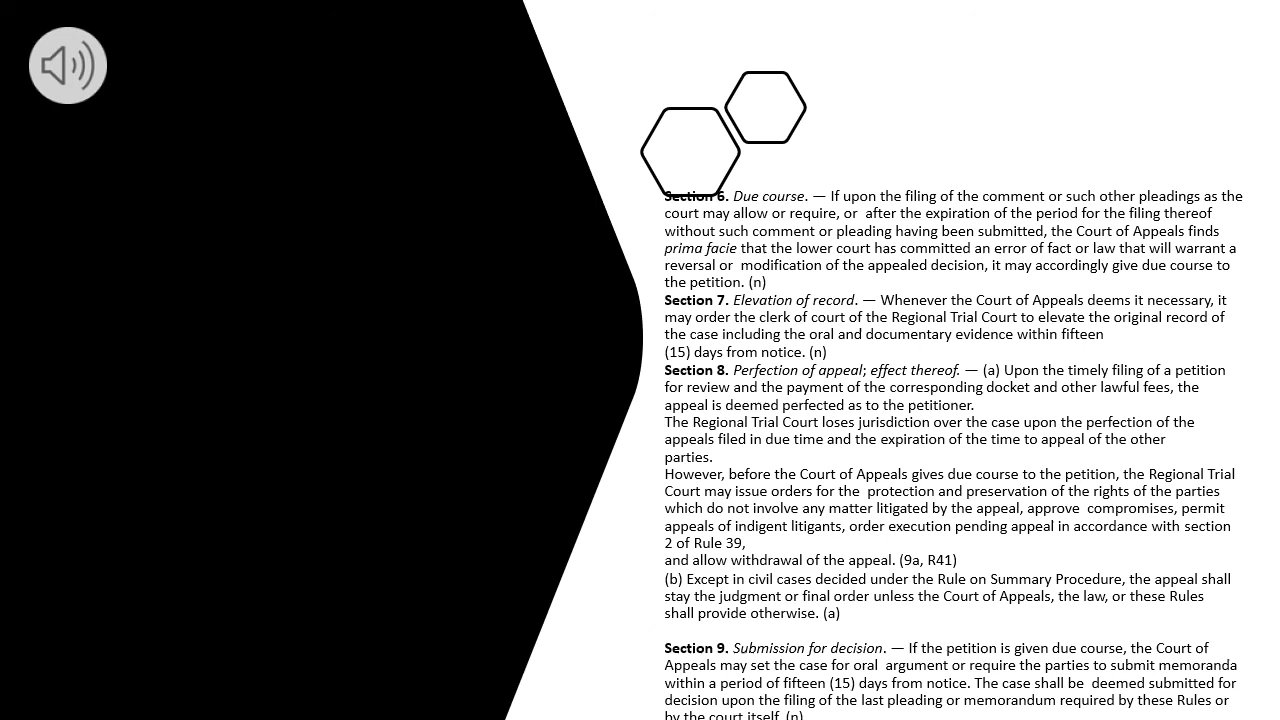 Section 6. Due course. — If upon the filing of the comment or such other pleadings as the
court may allow or require, or  after the expiration of the period for the filing thereof
without such comment or pleading having been submitted, the Court of Appeals finds
prima facie that the lower court has committed an error of fact or law that will warrant a
reversal or  modification of the appealed decision, it may accordingly give due course to
the petition. (n)
Section 7. Elevation of record. — Whenever the Court of Appeals deems it necessary, it
may order the clerk of court of the Regional Trial Court to elevate the original record of
the case including the oral and documentary evidence within fifteen
(15) days from notice. (n)
Section 8. Perfection of appeal; effect thereof. — (a) Upon the timely filing of a petition
for review and the payment of the corresponding docket and other lawful fees, the
appeal is deemed perfected as to the petitioner.
The Regional Trial Court loses jurisdiction over the case upon the perfection of the
appeals filed in due time and the expiration of the time to appeal of the other
parties.
However, before the Court of Appeals gives due course to the petition, the Regional Trial
Court may issue orders for the  protection and preservation of the rights of the parties
which do not involve any matter litigated by the appeal, approve  compromises, permit
appeals of indigent litigants, order execution pending appeal in accordance with section
2 of Rule 39,
and allow withdrawal of the appeal. (9a, R41)
(b) Except in civil cases decided under the Rule on Summary Procedure, the appeal shall
stay the judgment or final order unless the Court of Appeals, the law, or these Rules
shall provide otherwise. (a)
Section 9. Submission for decision. — If the petition is given due course, the Court of
Appeals may set the case for oral  argument or require the parties to submit memoranda
within a period of fifteen (15) days from notice. The case shall be  deemed submitted for
decision upon the filing of the last pleading or memorandum required by these Rules or
by the court itself. (n)